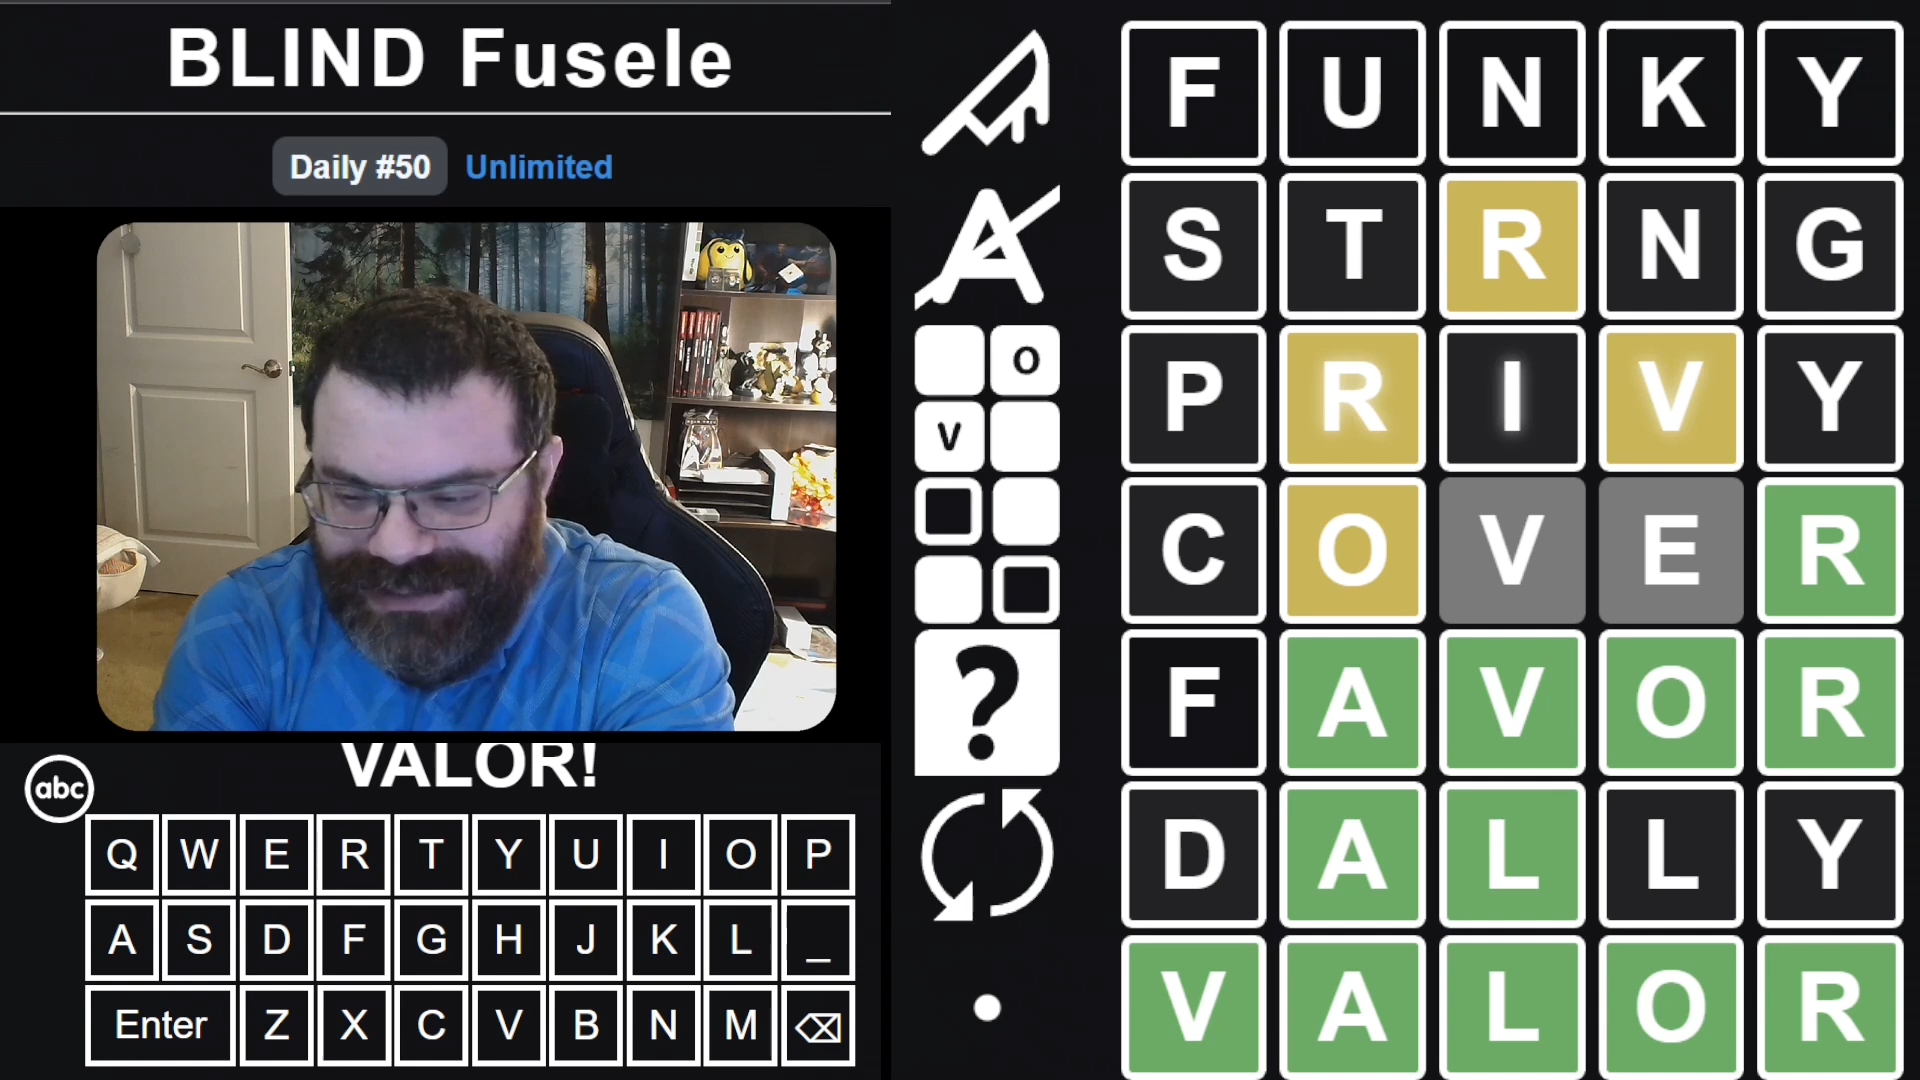 BLIND Fusele
Daily #50 Unlimited
VALOR!
abc
Q W E R T Y U I O P
A S D F G H J K L _
Enter Z X C V B N M ⌫
A
O
V
?
F U N K Y
S T R N G
P R I V Y
C O V E R
F A V O R
D A L L Y
V A L O R